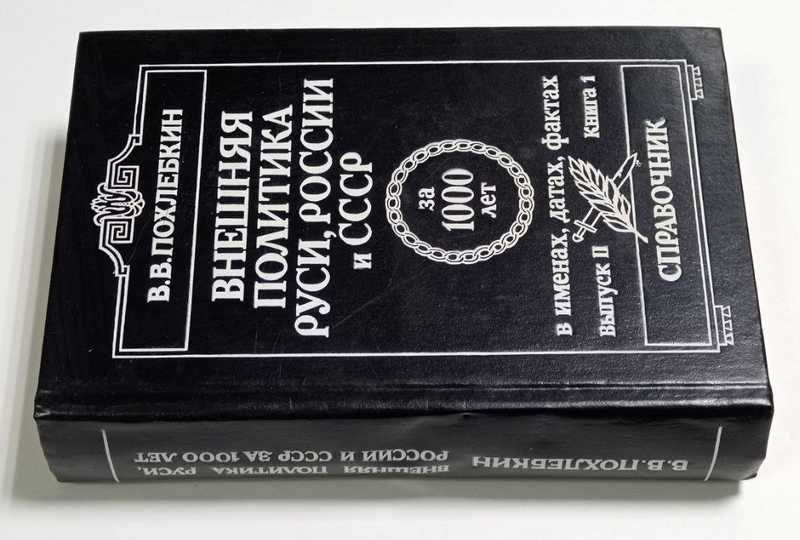 В.В.ПОХЛЕБКИН
ВНЕШНЯЯ
ПОЛИТИКА
РУСИ, РОССИИ
и СССР
за
1000
лет
в именах, датах, фактах
выпуск II Книга 1
СПРАВОЧНИК
В.В.ПОХЛЕБКИН
ВНЕШНЯЯ ПОЛИТИКА РУСИ,
РОССИИ И СССР ЗА 1000 ЛЕТ